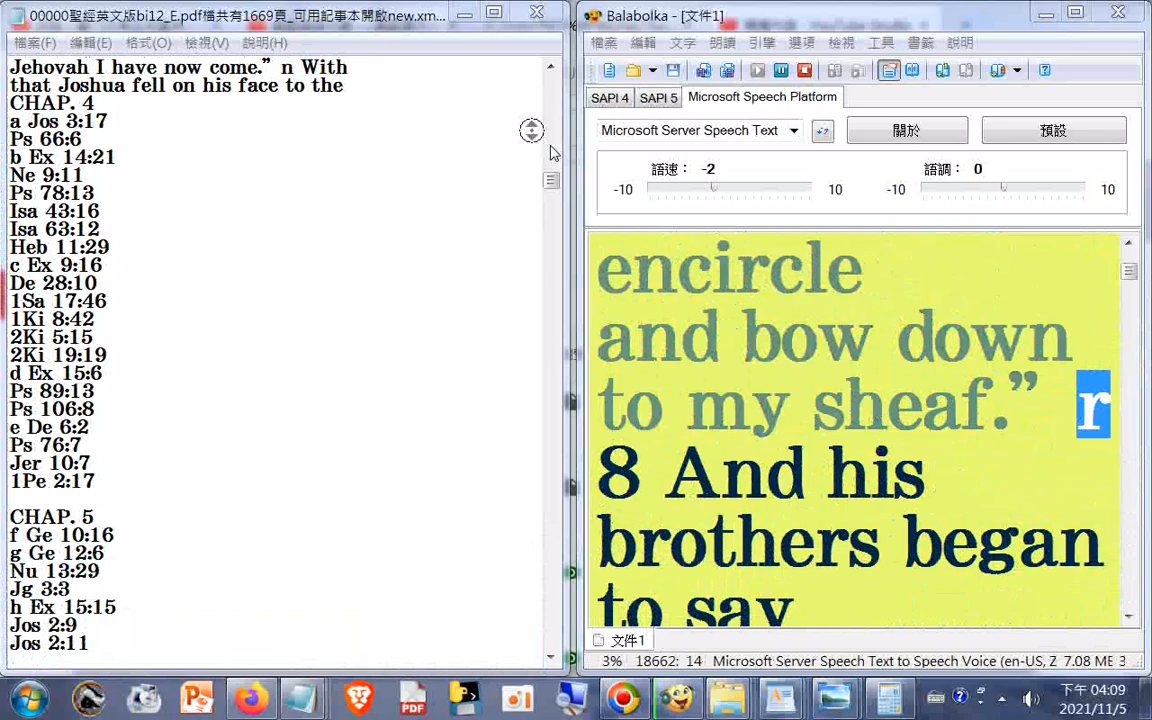 00000聖經英文版bi12_E.pdf檔共有1669頁_可用記事本開啟new.xm...
檔案(F) 編輯(E) 格式(O) 檢視(V) 說明(H)
Jehovah I have now come.” n With
that Joshua fell on his face to the
CHAP. 4
a Jos 3:17
Ps 66:6
b Ex 14:21
Ne 9:11
Ps 78:13
Isa 43:16
Isa 63:12
Heb 11:29
c Ex 9:16
De 28:10
1Sa 17:46
1Ki 8:42
2Ki 5:15
2Ki 19:19
d Ex 15:6
Ps 89:13
Ps 106:8
e De 6:2
Ps 76:7
Jer 10:7
1Pe 2:17
CHAP. 5
f Ge 10:16
g Ge 12:6
Nu 13:29
Jg 3:3
h Ex 15:15
Jos 2:9
Jos 2:11
Balabolka - [文件1]
檔案 編輯 文字 朗讀 引擎 選項 檢視 工具 書籤 說明
SAPI 4 SAPI 5 Microsoft Speech Platform
Microsoft Server Speech Text 關於 預設
語速： -2 語調： 0
-10 10 -10 10
encircle
and bow down
to my sheaf.” r
8 And his
brothers began
to say
文件1
3% 18662: 14 Microsoft Server Speech Text to Speech Voice (en-US, Z 7.08 ME 3
下午 04:09
2021/11/5